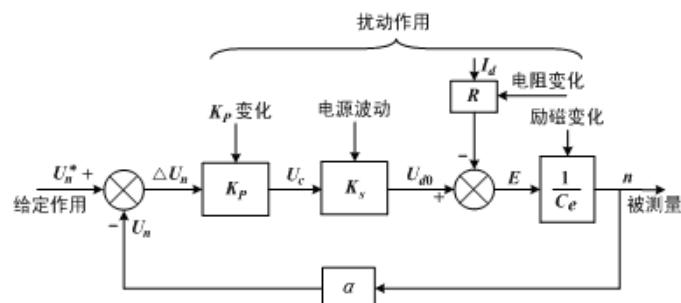 扰动作用
I_d
R
电阻变化
K_P 变化
电源波动
励磁变化
U_n* +
△U_n
K_P
U_c
K_s
U_d0
+
−
E
1
C_e
n
给定作用
−
U_n
被测量
α